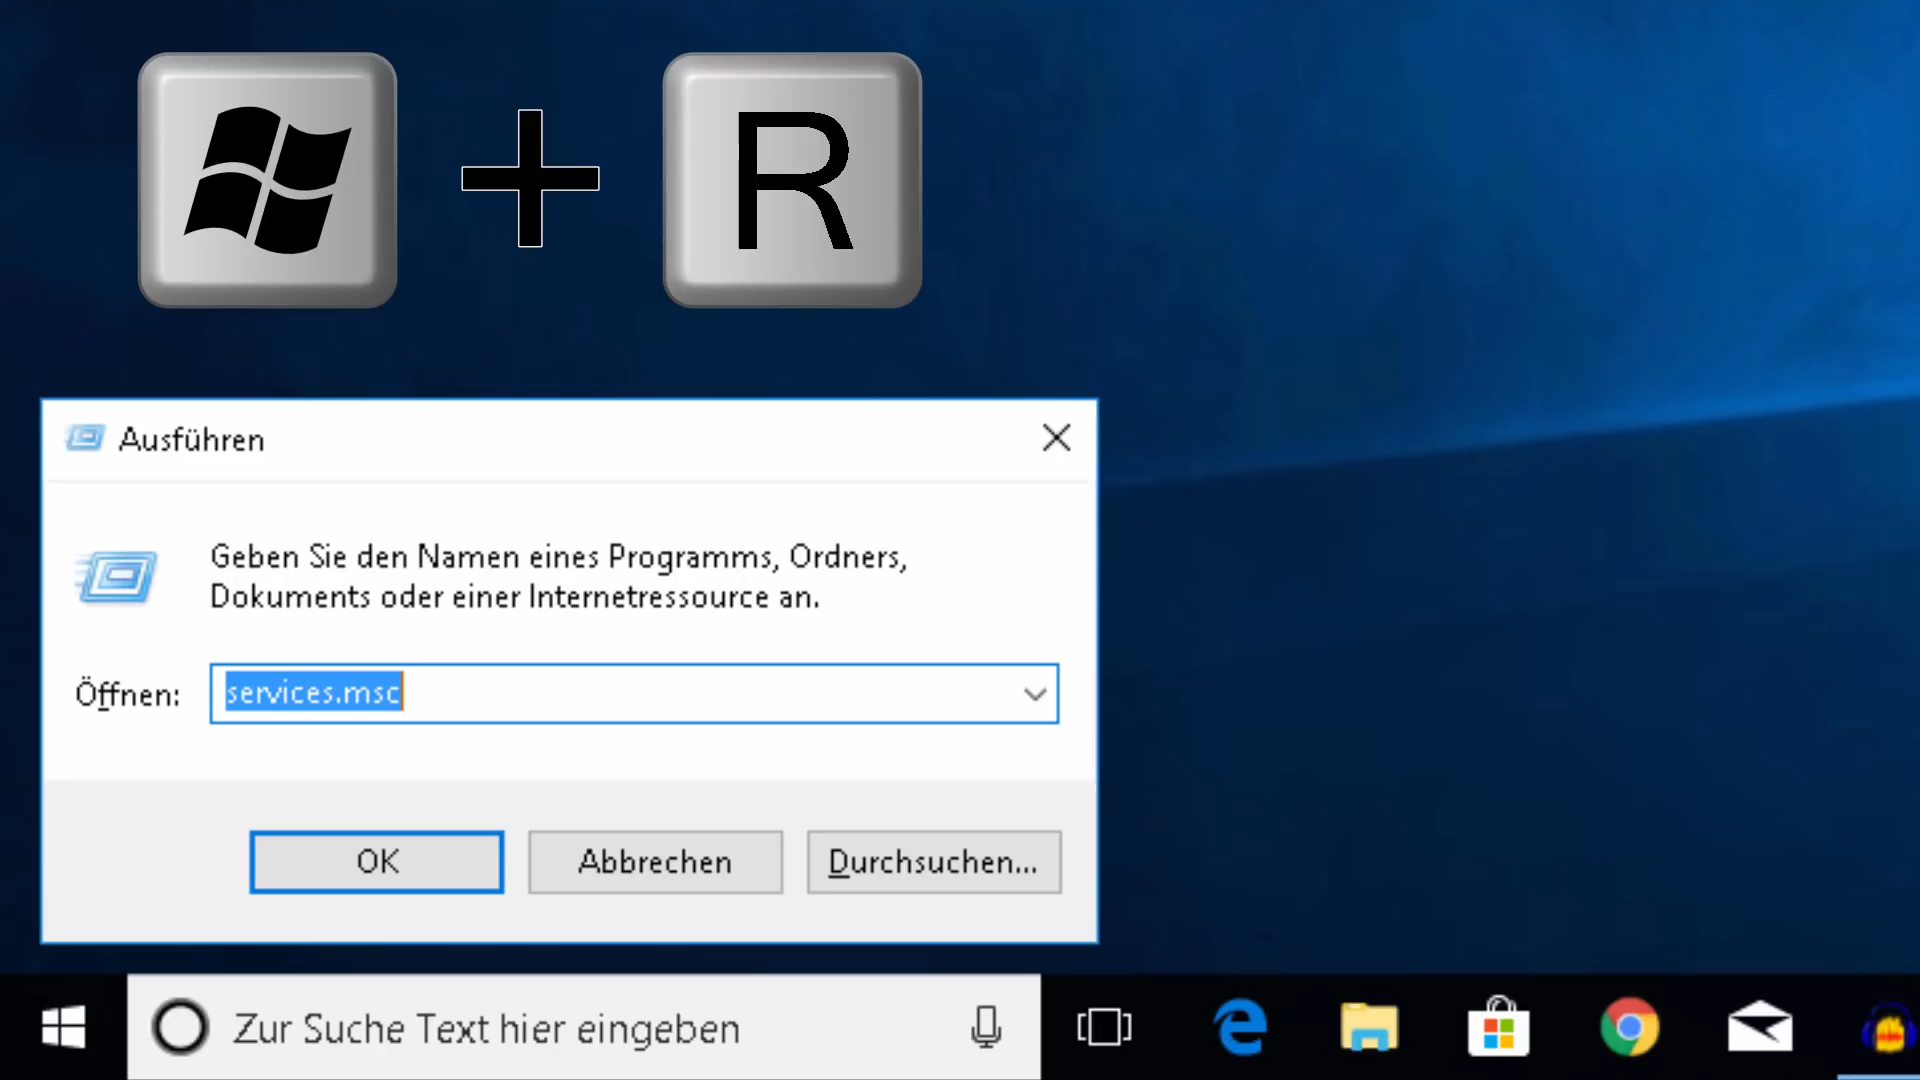 R
Ausführen
Geben Sie den Namen eines Programms, Ordners,
Dokuments oder einer Internetressource an.
Öffnen: services.msc
OK Abbrechen Durchsuchen...
Zur Suche Text hier eingeben